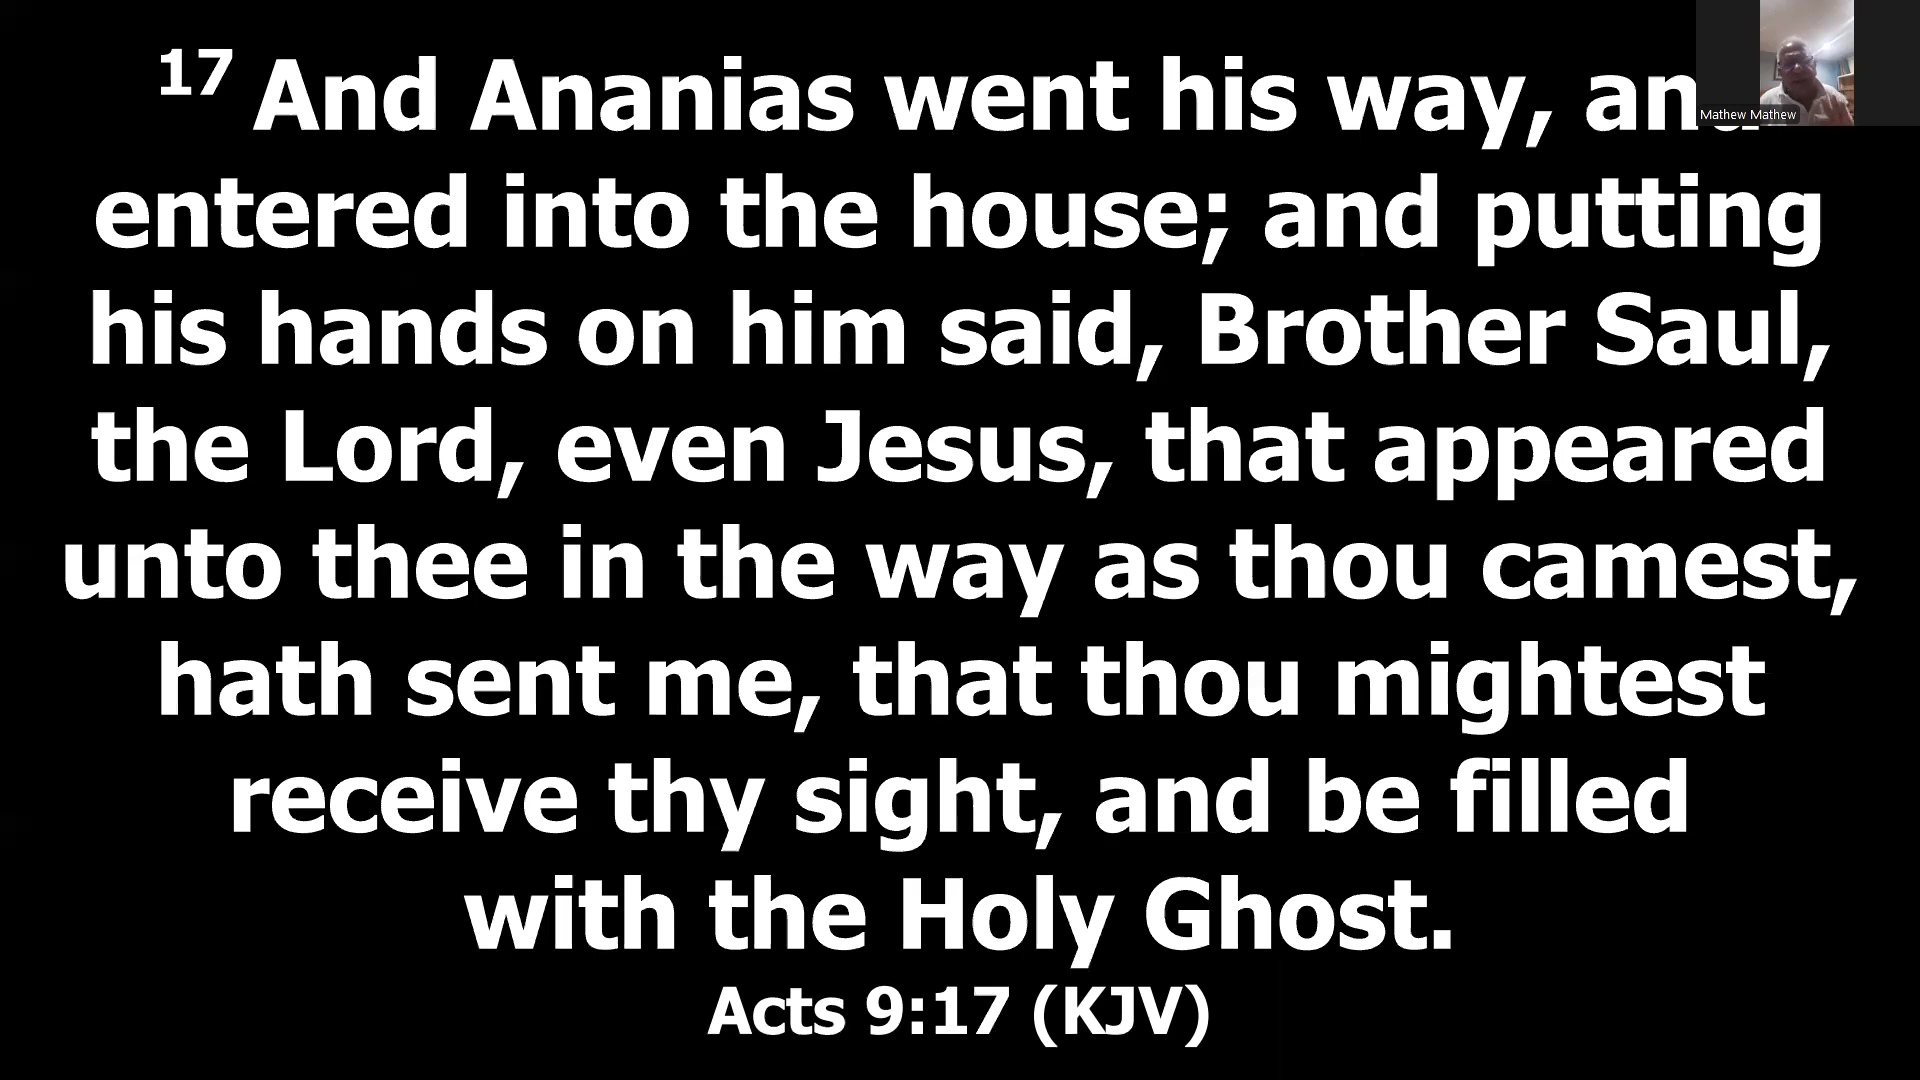 17 And Ananias went his way, and
entered into the house; and putting
his hands on him said, Brother Saul,
the Lord, even Jesus, that appeared
unto thee in the way as thou camest,
hath sent me, that thou mightest
receive thy sight, and be filled
with the Holy Ghost.
Acts 9:17 (KJV)
Mathew Mathew